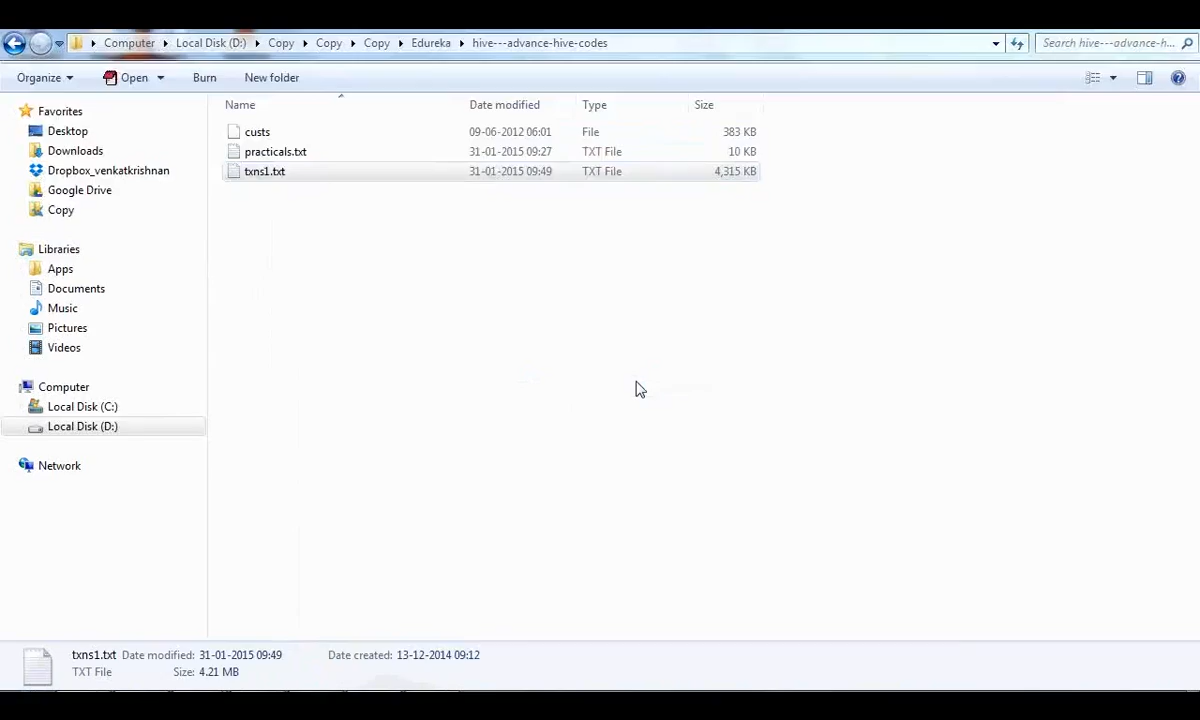 Computer Local Disk (D:) Copy Copy Copy Edureka hive---advance-hive-codes Search hive---advance-h...
Organize Open Burn New folder
Name Date modified Type Size
custs 09-06-2012 06:01 File 383 KB
practicals.txt 31-01-2015 09:27 TXT File 10 KB
txns1.txt 31-01-2015 09:49 TXT File 4,315 KB
Favorites
Desktop
Downloads
Dropbox_venkatkrishnan
Google Drive
Copy
Libraries
Apps
Documents
Music
Pictures
Videos
Computer
Local Disk (C:)
Local Disk (D:)
Network
txns1.txt Date modified: 31-01-2015 09:49 Date created: 13-12-2014 09:12
TXT File Size: 4.21 MB